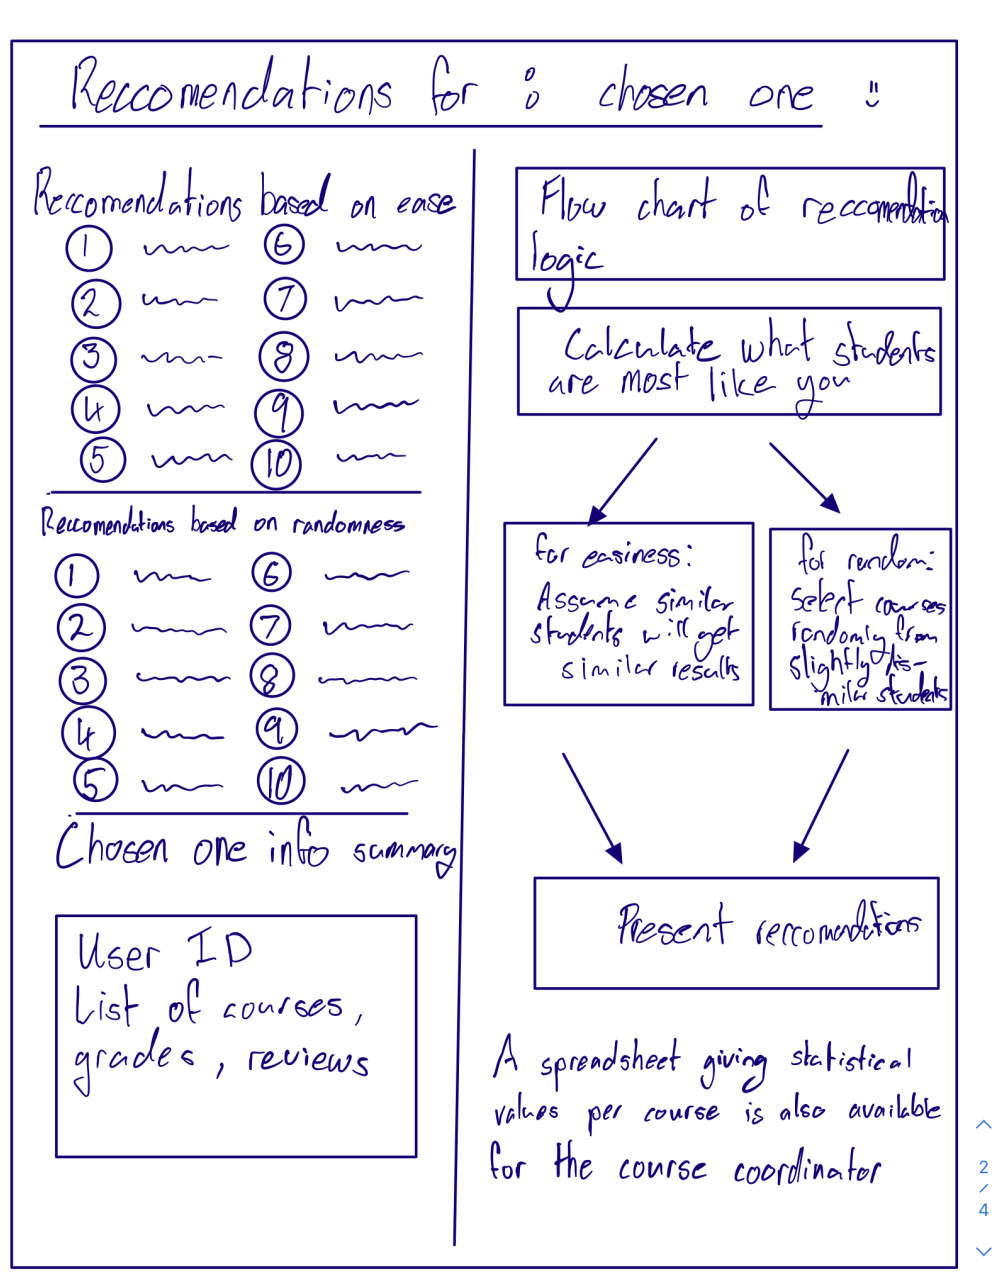 Reccomendations for : chosen one :)
Reccomendations based on ease
1 6
2 7
3 8
4 9
5 10
Reccomendations based on randomness
1 6
2 7
3 8
4 9
5 10
Chosen one info summary
User ID
List of courses,
grades, reviews
Flow chart of reccomendation
logic
Calculate what students
are most like you
for easiness:
Assume similar
students will get
similar results
for random:
select courses
randomly from
slightly dis-
milar students
Present reccomendations
A spreadsheet giving statistical
values per course is also available
for the course coordinator
2
/
4